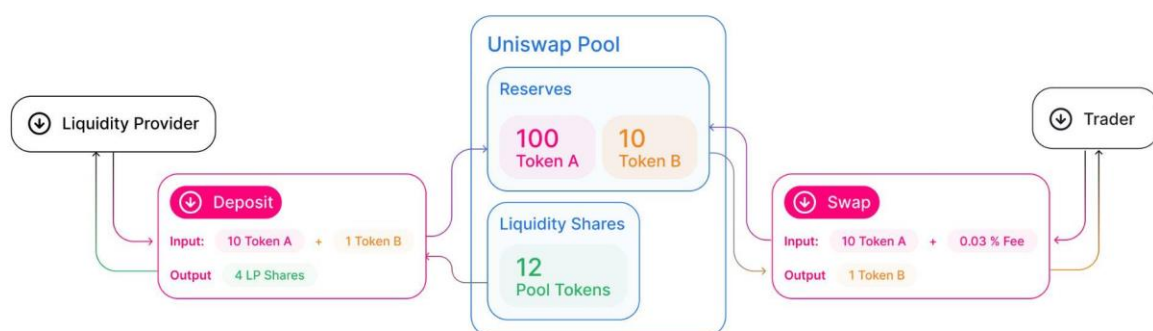 Liquidity Provider
Deposit
Input: 10 Token A + 1 Token B
Output 4 LP Shares
Uniswap Pool
Reserves
100
Token A
10
Token B
Liquidity Shares
12
Pool Tokens
Trader
Swap
Input: 10 Token A + 0.03 % Fee
Output 1 Token B